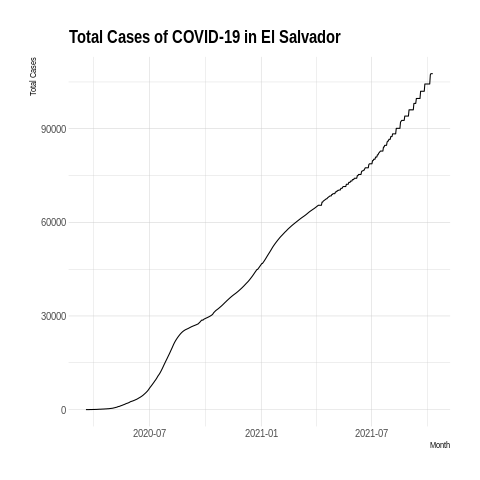 Total Cases of COVID-19 in El Salvador
Total Cases
90000
60000
30000
0
2020-07
2021-01
2021-07
Month